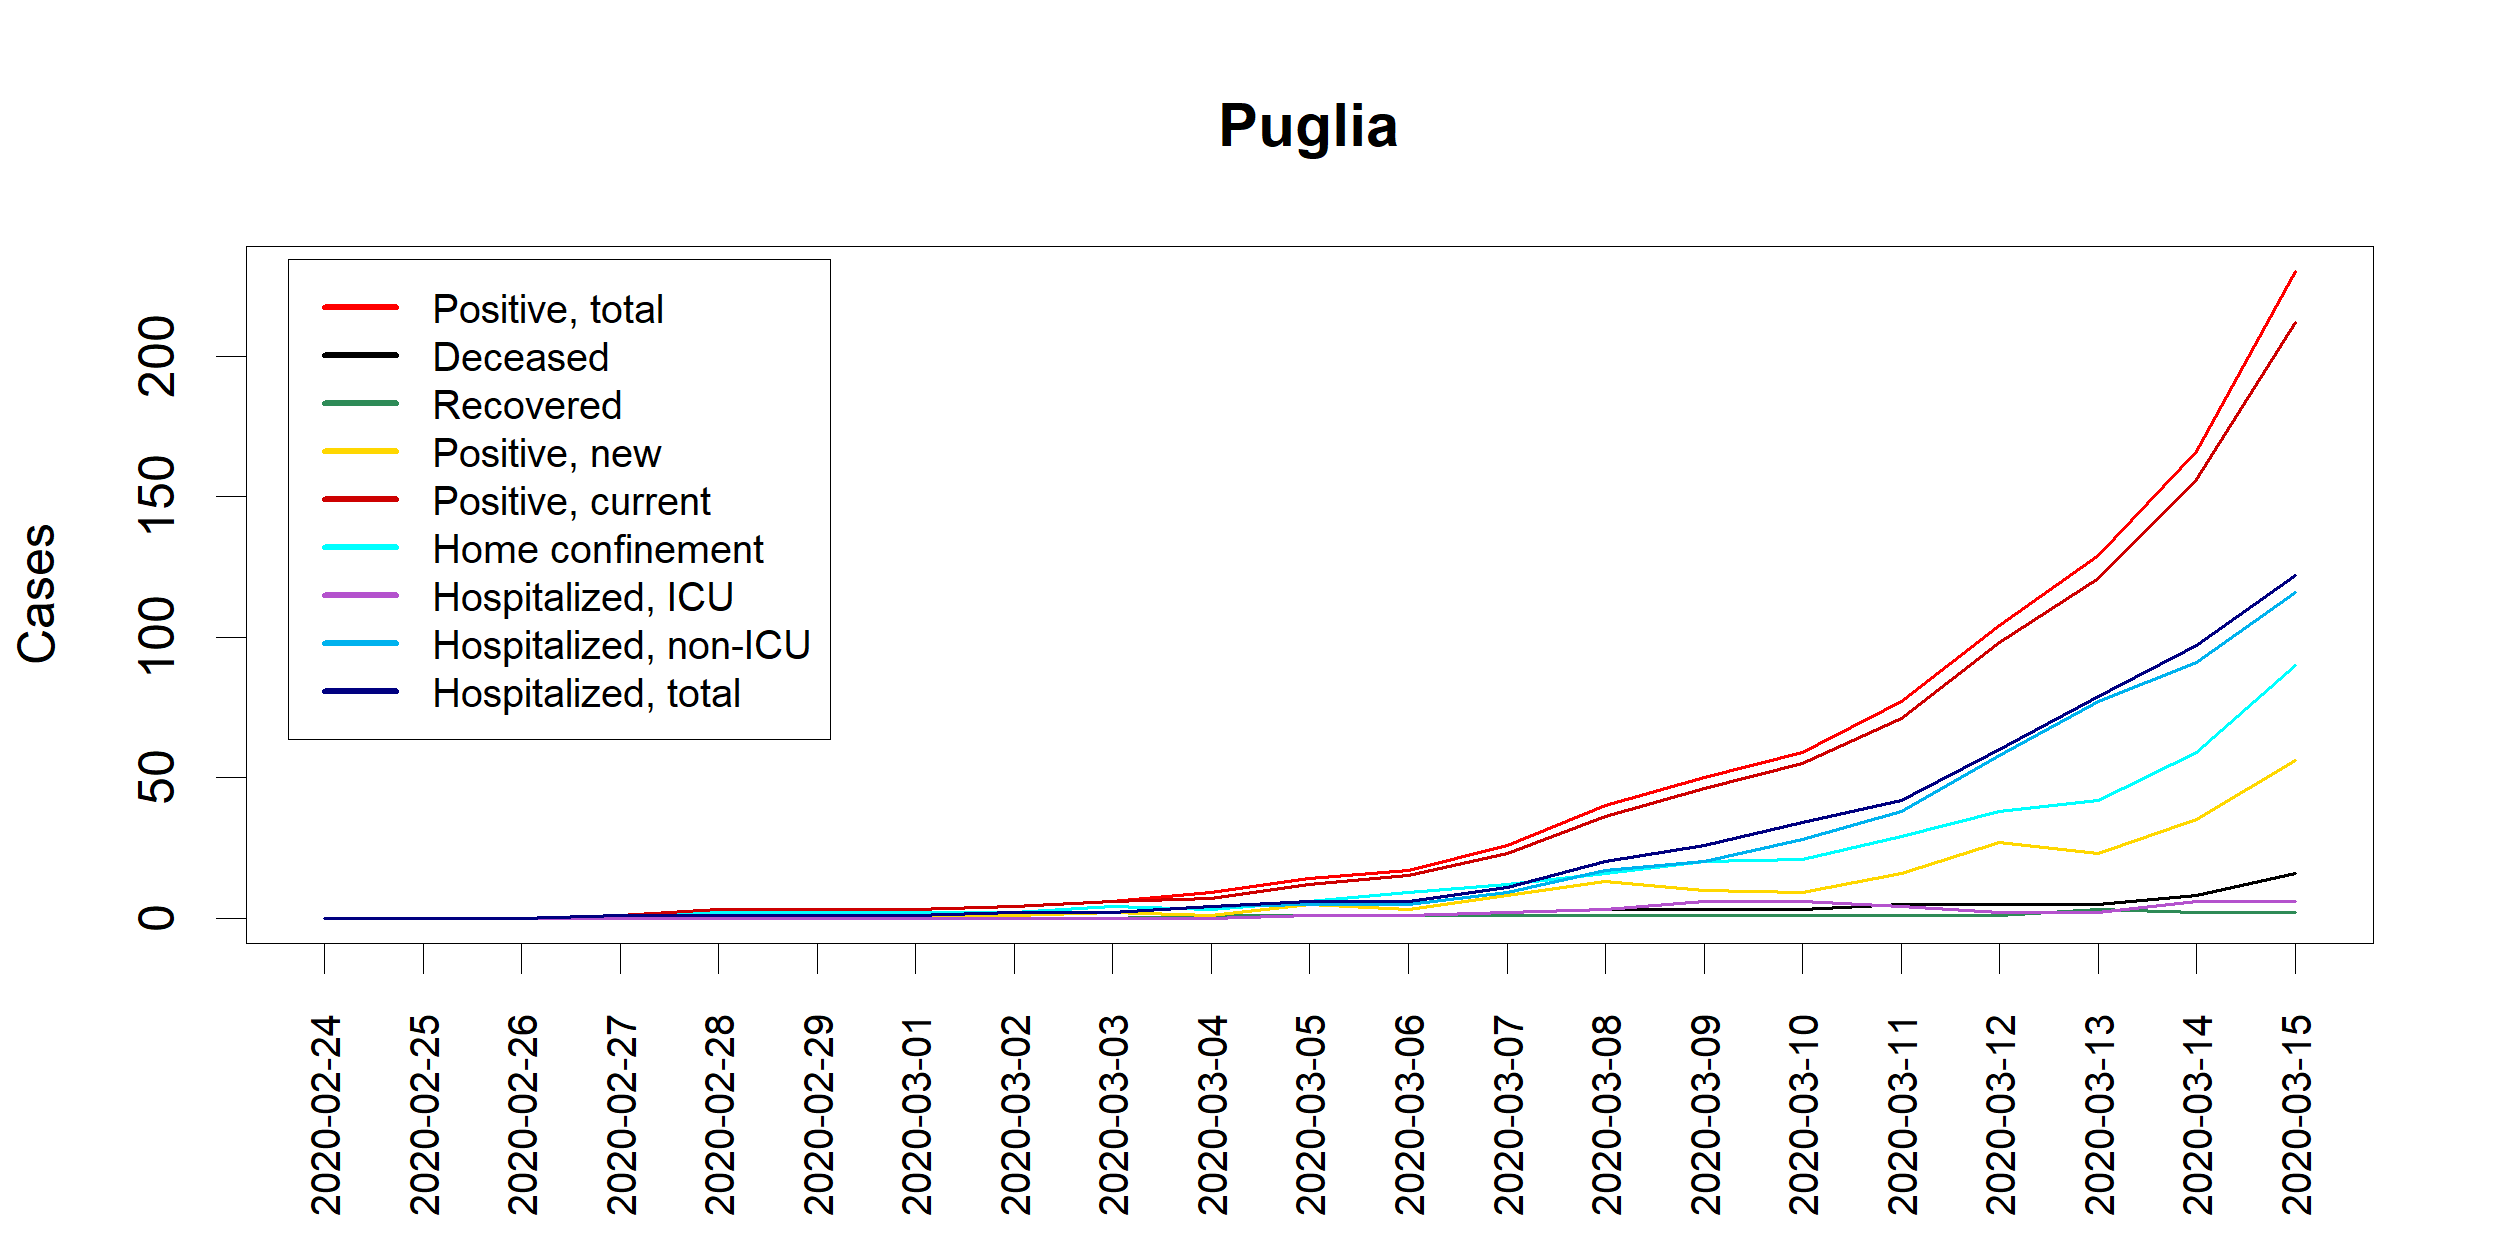 Puglia
Cases
200
150
100
50
0
Positive, total
Deceased
Recovered
Positive, new
Positive, current
Home confinement
Hospitalized, ICU
Hospitalized, non-ICU
Hospitalized, total
2020-02-24
2020-02-25
2020-02-26
2020-02-27
2020-02-28
2020-02-29
2020-03-01
2020-03-02
2020-03-03
2020-03-04
2020-03-05
2020-03-06
2020-03-07
2020-03-08
2020-03-09
2020-03-10
2020-03-11
2020-03-12
2020-03-13
2020-03-14
2020-03-15